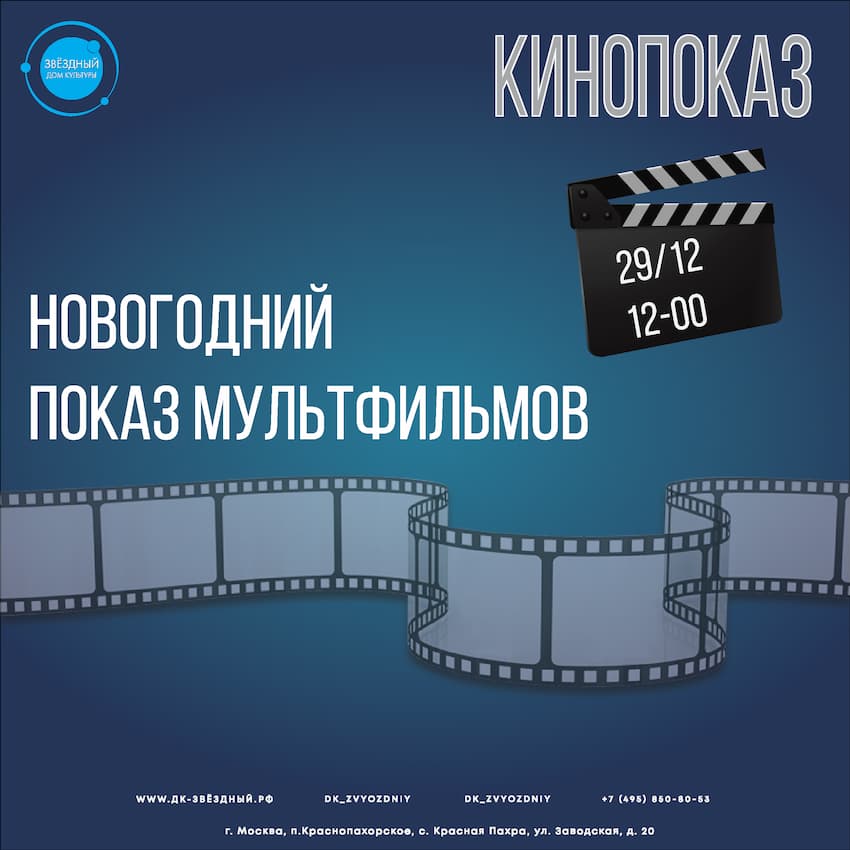 ЗВЁЗДНЫЙ
ДОМ КУЛЬТУРЫ
КИНОПОКАЗ
29/12
12-00
НОВОГОДНИЙ
ПОКАЗ МУЛЬТФИЛЬМОВ
WWW.ДК-ЗВЁЗДНЫЙ.РФ DK_ZVYOZDNIY DK_ZVYOZDNIY +7 (495) 850-80-53
г. Москва, п.Краснопахорское, с. Красная Пахра, ул. Заводская, д. 20